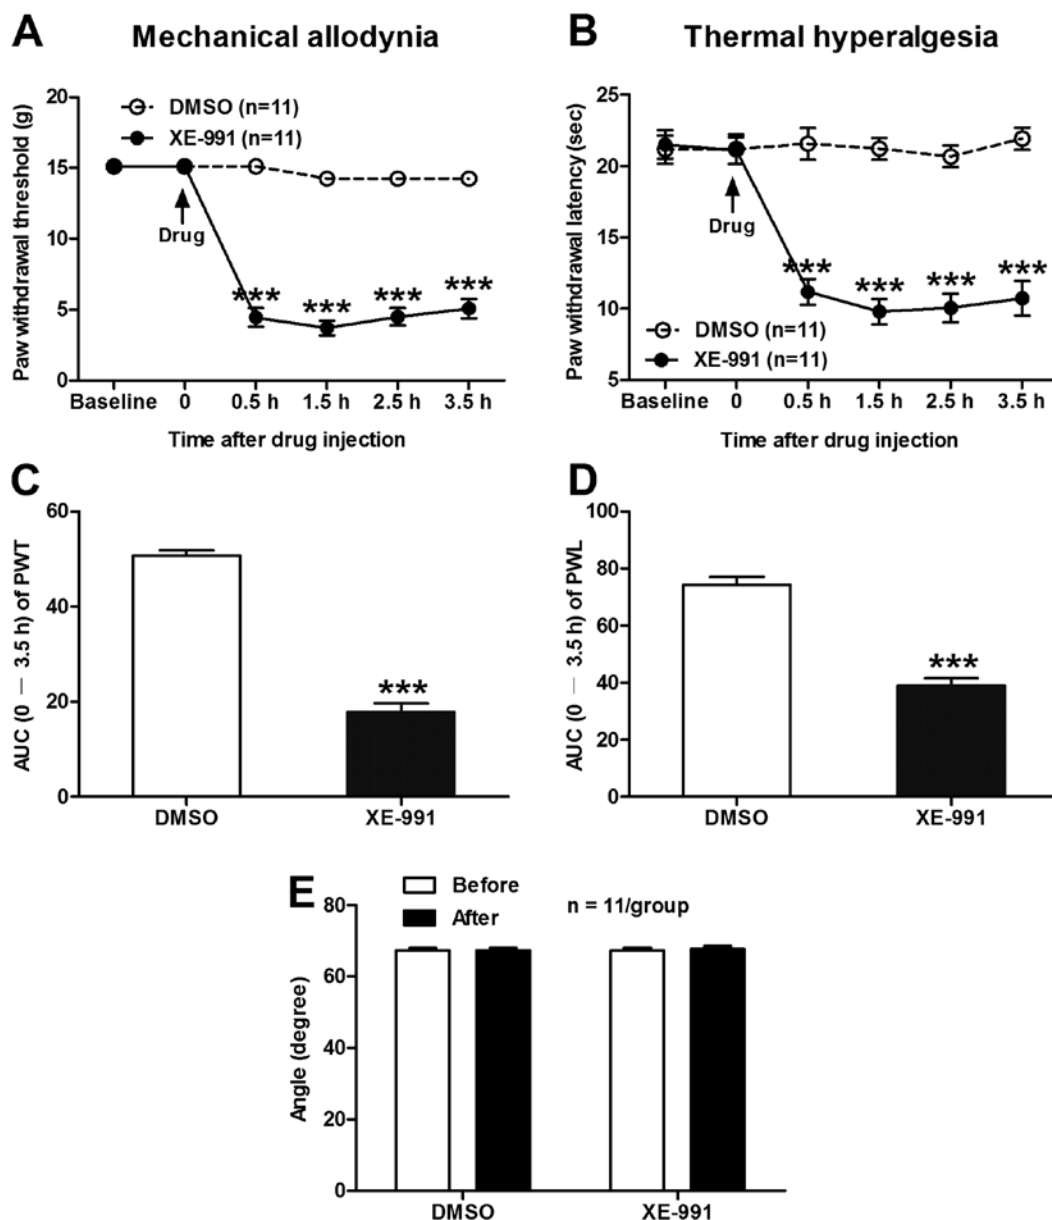 A Mechanical allodynia
Paw withdrawal threshold (g)
20
15
10
5
0
DMSO (n=11)
XE-991 (n=11)
Drug
***
***
***
***
Baseline 0 0.5 h 1.5 h 2.5 h 3.5 h
Time after drug injection
B Thermal hyperalgesia
Paw withdrawal latency (sec)
25
20
15
10
5
Drug
***
***
***
***
DMSO (n=11)
XE-991 (n=11)
Baseline 0 0.5 h 1.5 h 2.5 h 3.5 h
Time after drug injection
C
AUC (0 — 3.5 h) of PWT
60
40
20
0
***
DMSO XE-991
D
AUC (0 — 3.5 h) of PWL
100
80
60
40
20
0
***
DMSO XE-991
E
Angle (degree)
80
60
40
20
0
Before
After
n = 11/group
DMSO XE-991